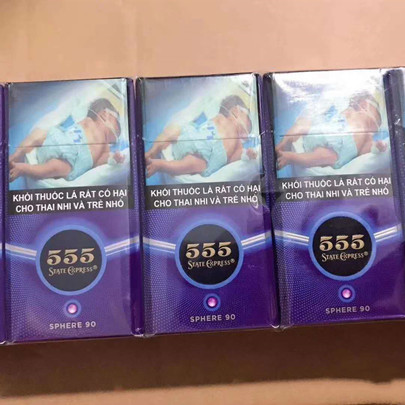 KHÓI THUỐC LÁ RẤT CÓ HẠI
CHO THAI NHI VÀ TRẺ NHỎ
555
STATE EXPRESS®
SPHERE 90
KHÓI THUỐC LÁ RẤT CÓ HẠI
CHO THAI NHI VÀ TRẺ NHỎ
555
STATE EXPRESS®
SPHERE 90
KHÓI THUỐC LÁ RẤT CÓ HẠI
CHO THAI NHI VÀ TRẺ NHỎ
555
STATE EXPRESS®
SPHERE 90